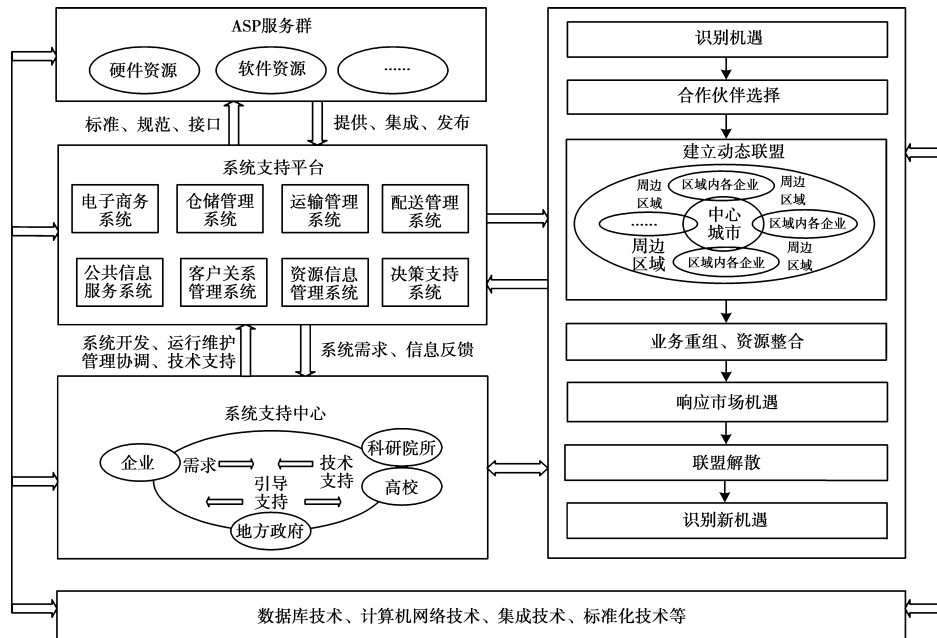 ASP服务群
硬件资源
软件资源
……
标准、规范、接口
提供、集成、发布
系统支持平台
电子商务
系统
仓储管理
系统
运输管理
系统
配送管理
系统
公共信息
服务系统
客户关系
管理系统
资源信息
管理系统
决策支持
系统
系统开发、运行维护
管理协调、技术支持
系统需求、信息反馈
系统支持中心
企业
需求
引导
支持
技术
支持
科研院所
高校
地方政府
识别机遇
合作伙伴选择
建立动态联盟
周边
区域
区域内各企业
周边
区域
……
中心
城市
区域内各企业
周边
区域
区域内各企业
周边
区域
业务重组、资源整合
响应市场机遇
联盟解散
识别新机遇
数据库技术、计算机网络技术、集成技术、标准化技术等